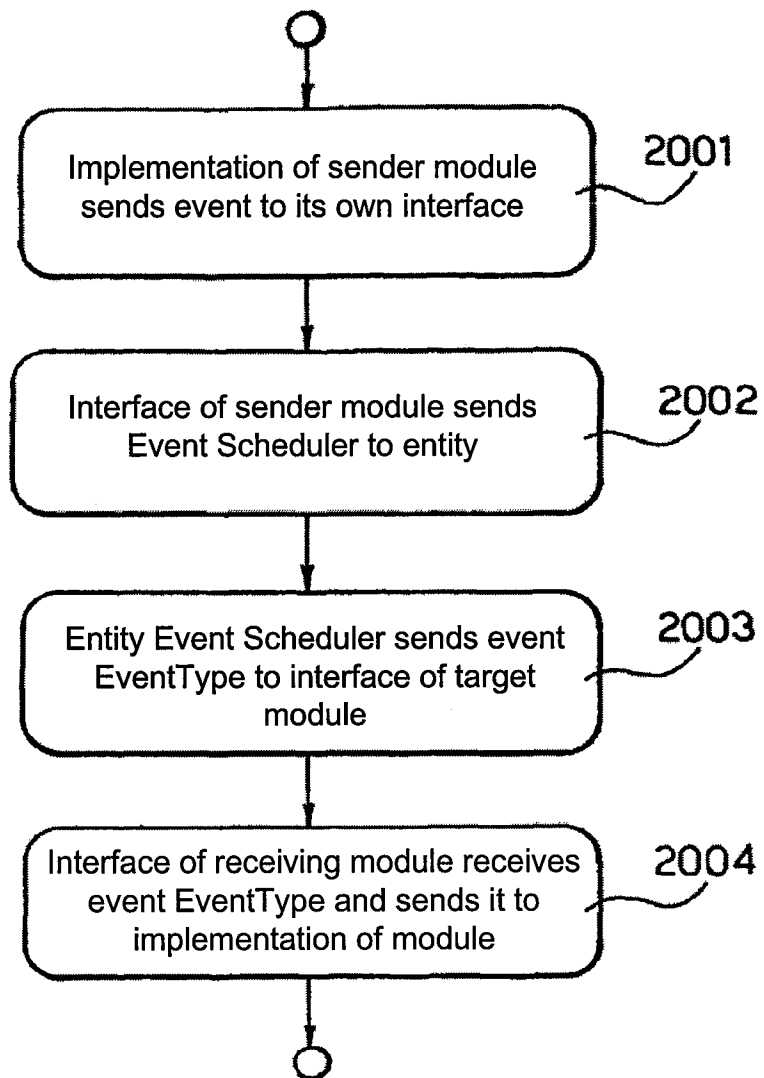 Implementation of sender module
sends event to its own interface
2001
Interface of sender module sends
Event Scheduler to entity
2002
Entity Event Scheduler sends event
EventType to interface of target
module
2003
Interface of receiving module receives
event EventType and sends it to
implementation of module
2004